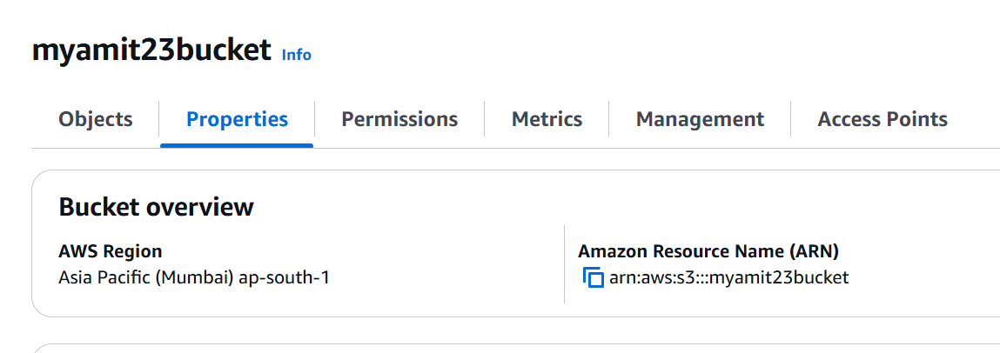 myamit23bucket Info
Objects Properties Permissions Metrics Management Access Points
Bucket overview
AWS Region
Asia Pacific (Mumbai) ap-south-1
Amazon Resource Name (ARN)
arn:aws:s3:::myamit23bucket